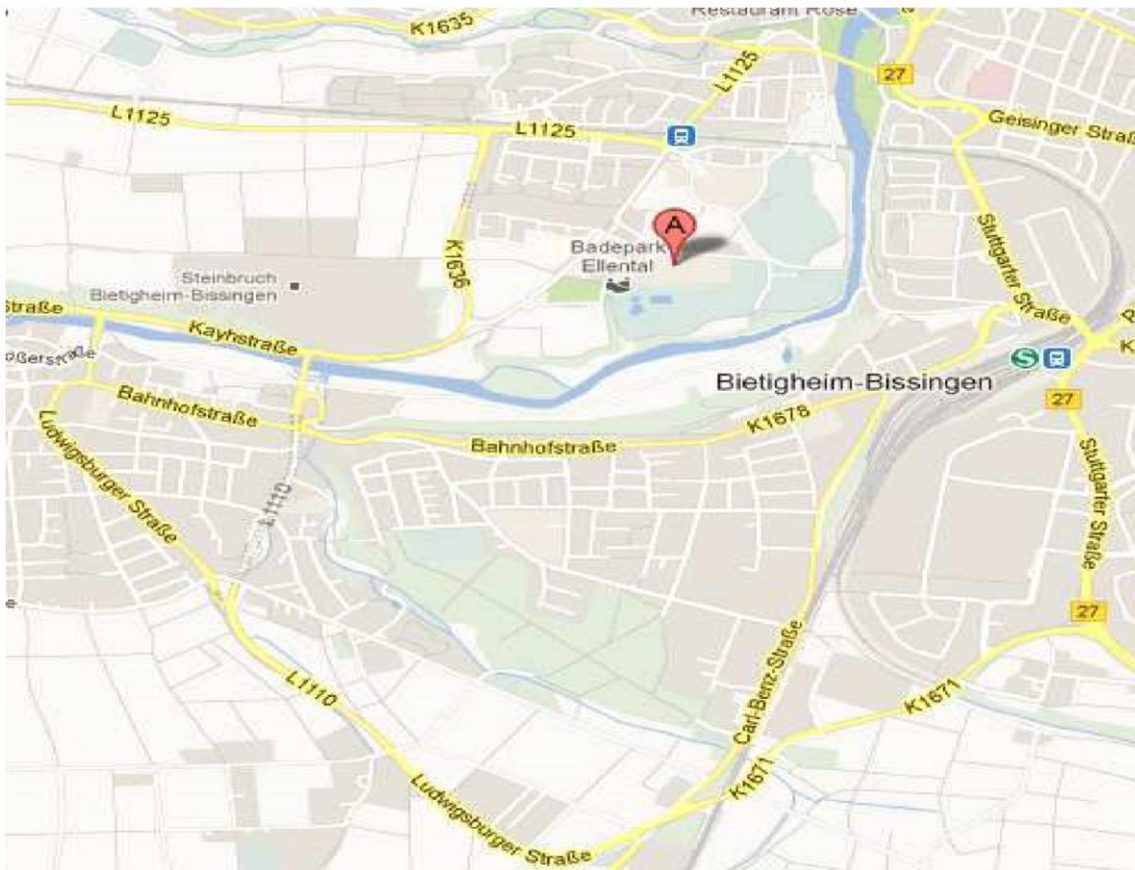 Restaurant Rose
K1635
L1125
27
L1125
L1125
Geisinger Straß
A
K1636
Badepark
Ellental
Stuttgarter Straße
Steinbruch
Bietigheim-Bissingen
Straße
Kayhstraße
oßerstraße
S
Bietigheim-Bissingen
27
Bahnhofstraße
K1678
Bahnhofstraße
Ludwigsburger Straße
Stuttgarter Straße
L1110
27
e
L1110
Carl-Benz-Straße
K1671
K1671
Ludwigsburger Straße